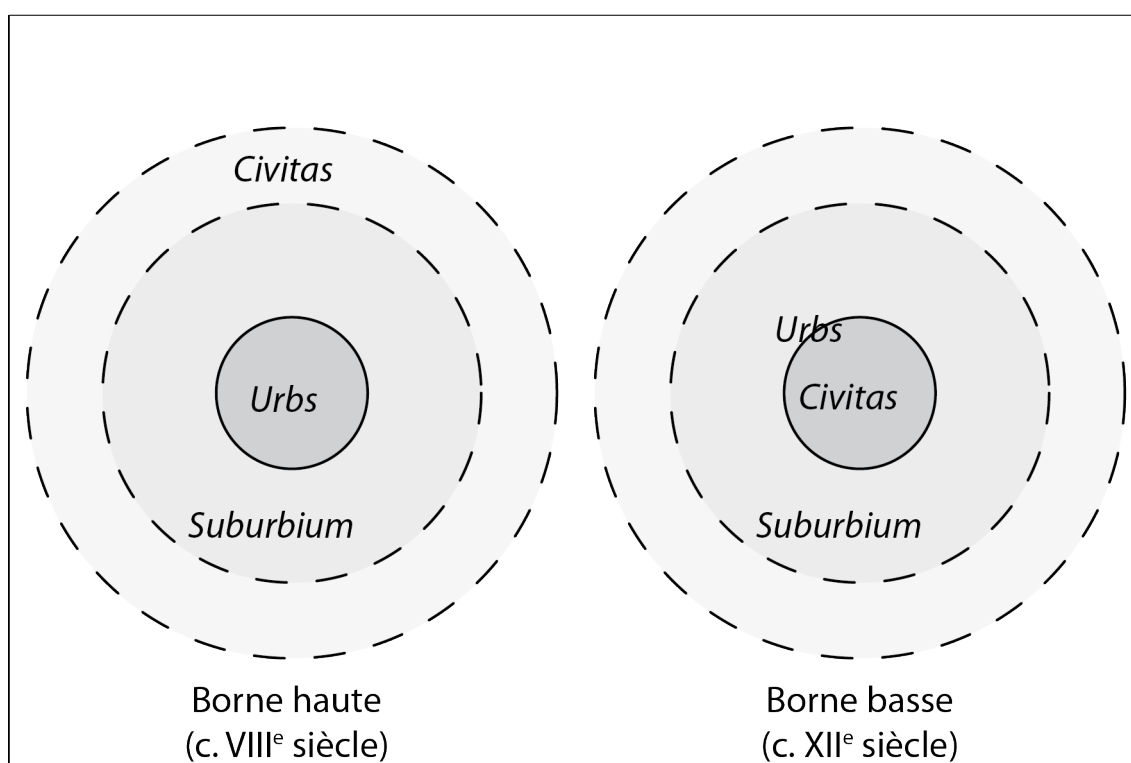 Civitas
Urbs
Suburbium
Borne haute
(c. VIIIᵉ siècle)
Urbs
Civitas
Suburbium
Borne basse
(c. XIIᵉ siècle)